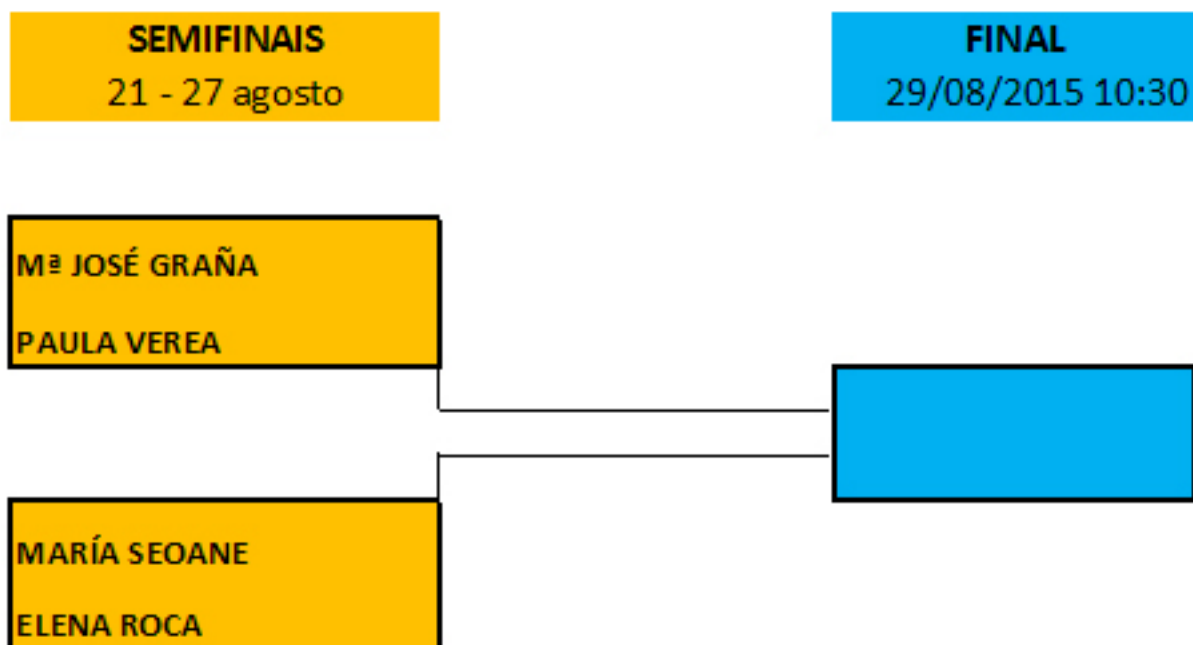 SEMIFINAIS
21 - 27 agosto
FINAL
29/08/2015 10:30
Mª JOSÉ GRAÑA
PAULA VEREA
MARÍA SEOANE
ELENA ROCA